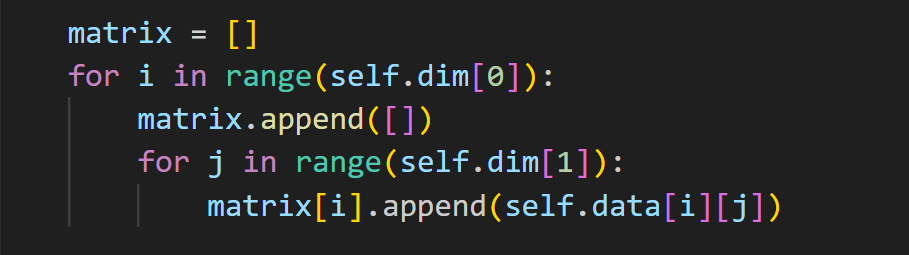 matrix = []
for i in range(self.dim[0]):
    matrix.append([])
    for j in range(self.dim[1]):
        matrix[i].append(self.data[i][j])